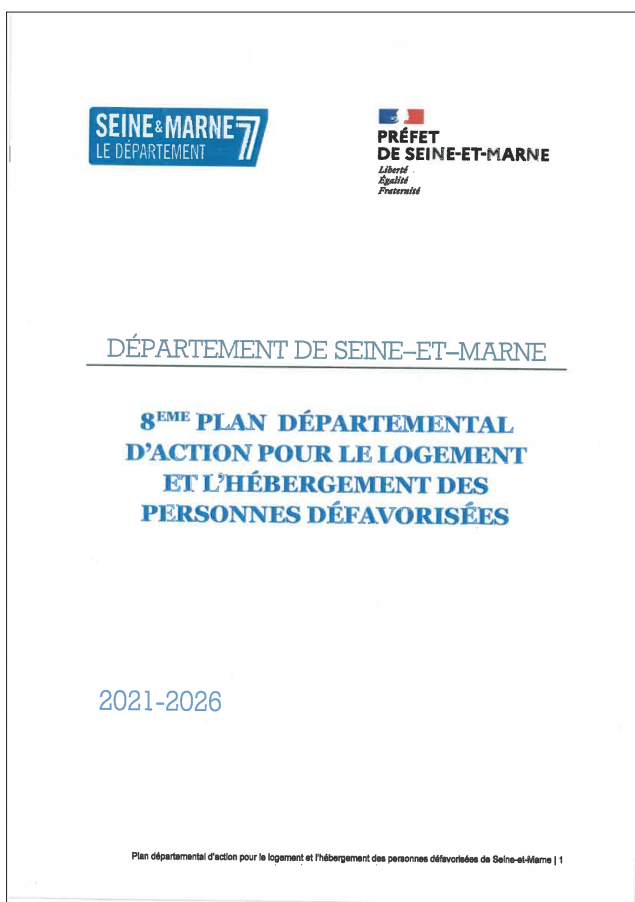 SEINE&MARNE 77
LE DÉPARTEMENT
PRÉFET
DE SEINE-ET-MARNE
Liberté
Égalité
Fraternité
DÉPARTEMENT DE SEINE–ET–MARNE
8EME PLAN DÉPARTEMENTAL
D'ACTION POUR LE LOGEMENT
ET L'HÉBERGEMENT DES
PERSONNES DÉFAVORISÉES
2021-2026
Plan départemental d'action pour le logement et l'hébergement des personnes défavorisées de Seine-et-Marne | 1